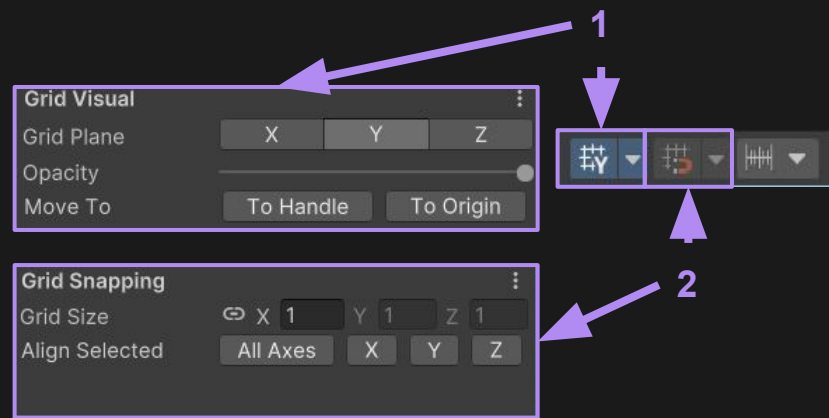 1
Grid Visual
Grid Plane X Y Z
Y
Opacity
Move To To Handle To Origin
2
Grid Snapping
Grid Size X 1 Y 1 Z 1
Align Selected All Axes X Y Z